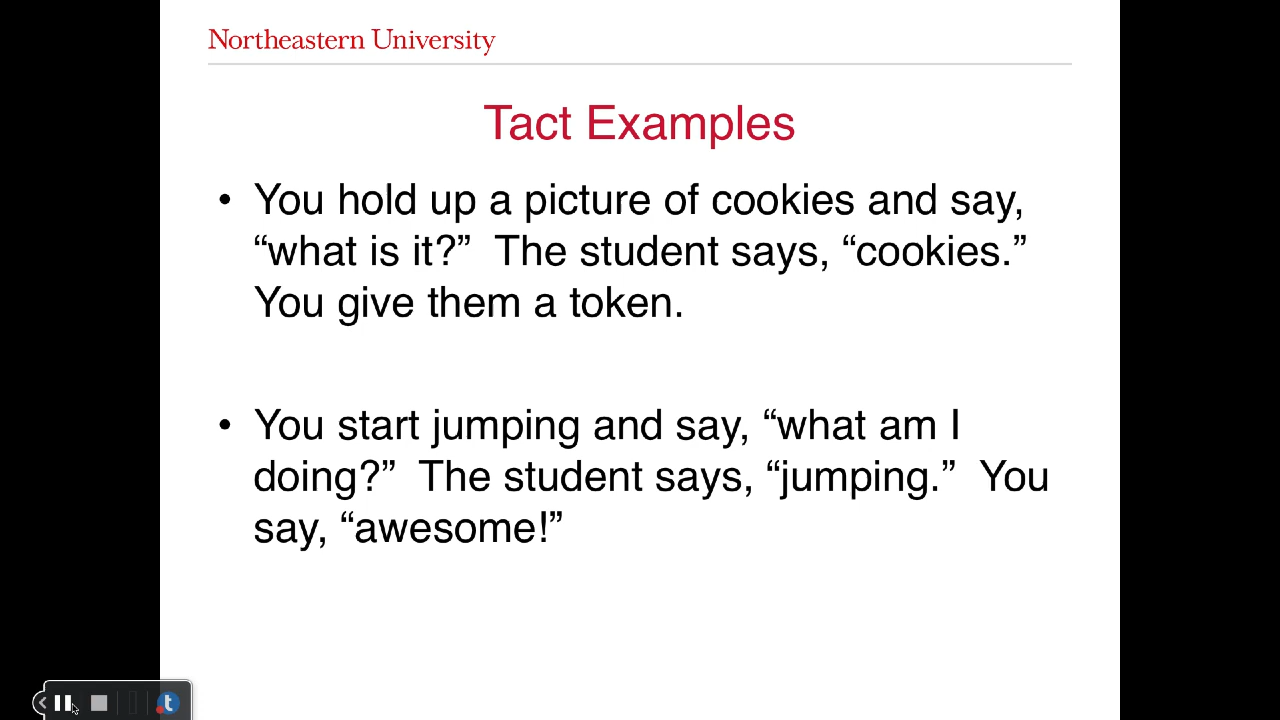 Northeastern University
Tact Examples
• You hold up a picture of cookies and say,
“what is it?”  The student says, “cookies.”
You give them a token.
• You start jumping and say, “what am I
doing?”  The student says, “jumping.”  You
say, “awesome!”
t